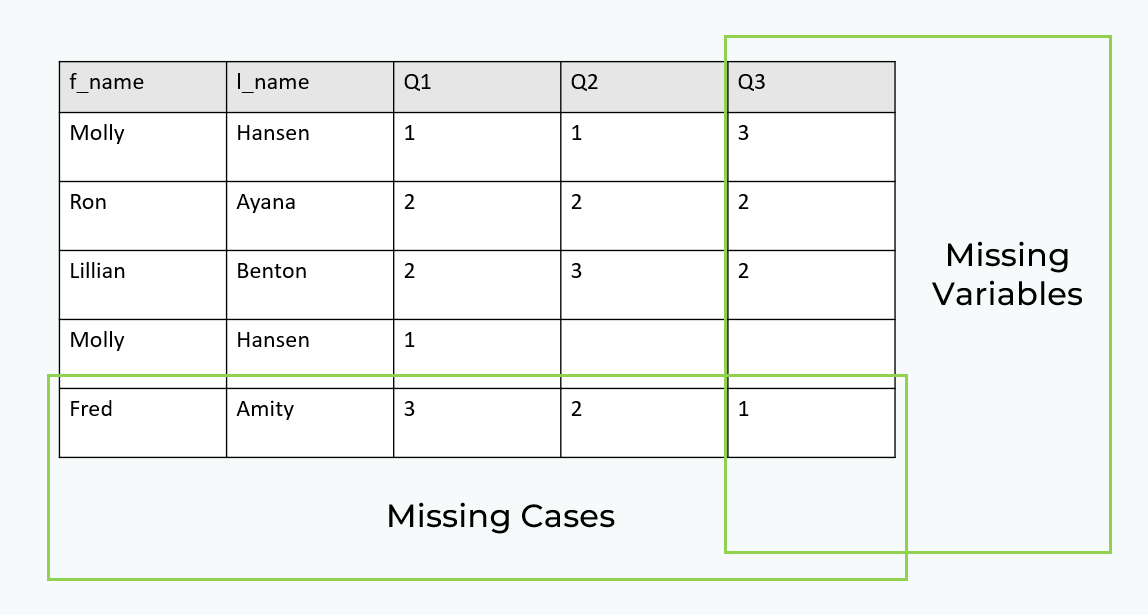 f_name l_name Q1 Q2 Q3
Molly Hansen 1 1 3
Ron Ayana 2 2 2
Lillian Benton 2 3 2
Molly Hansen 1
Fred Amity 3 2 1
Missing
Variables
Missing Cases